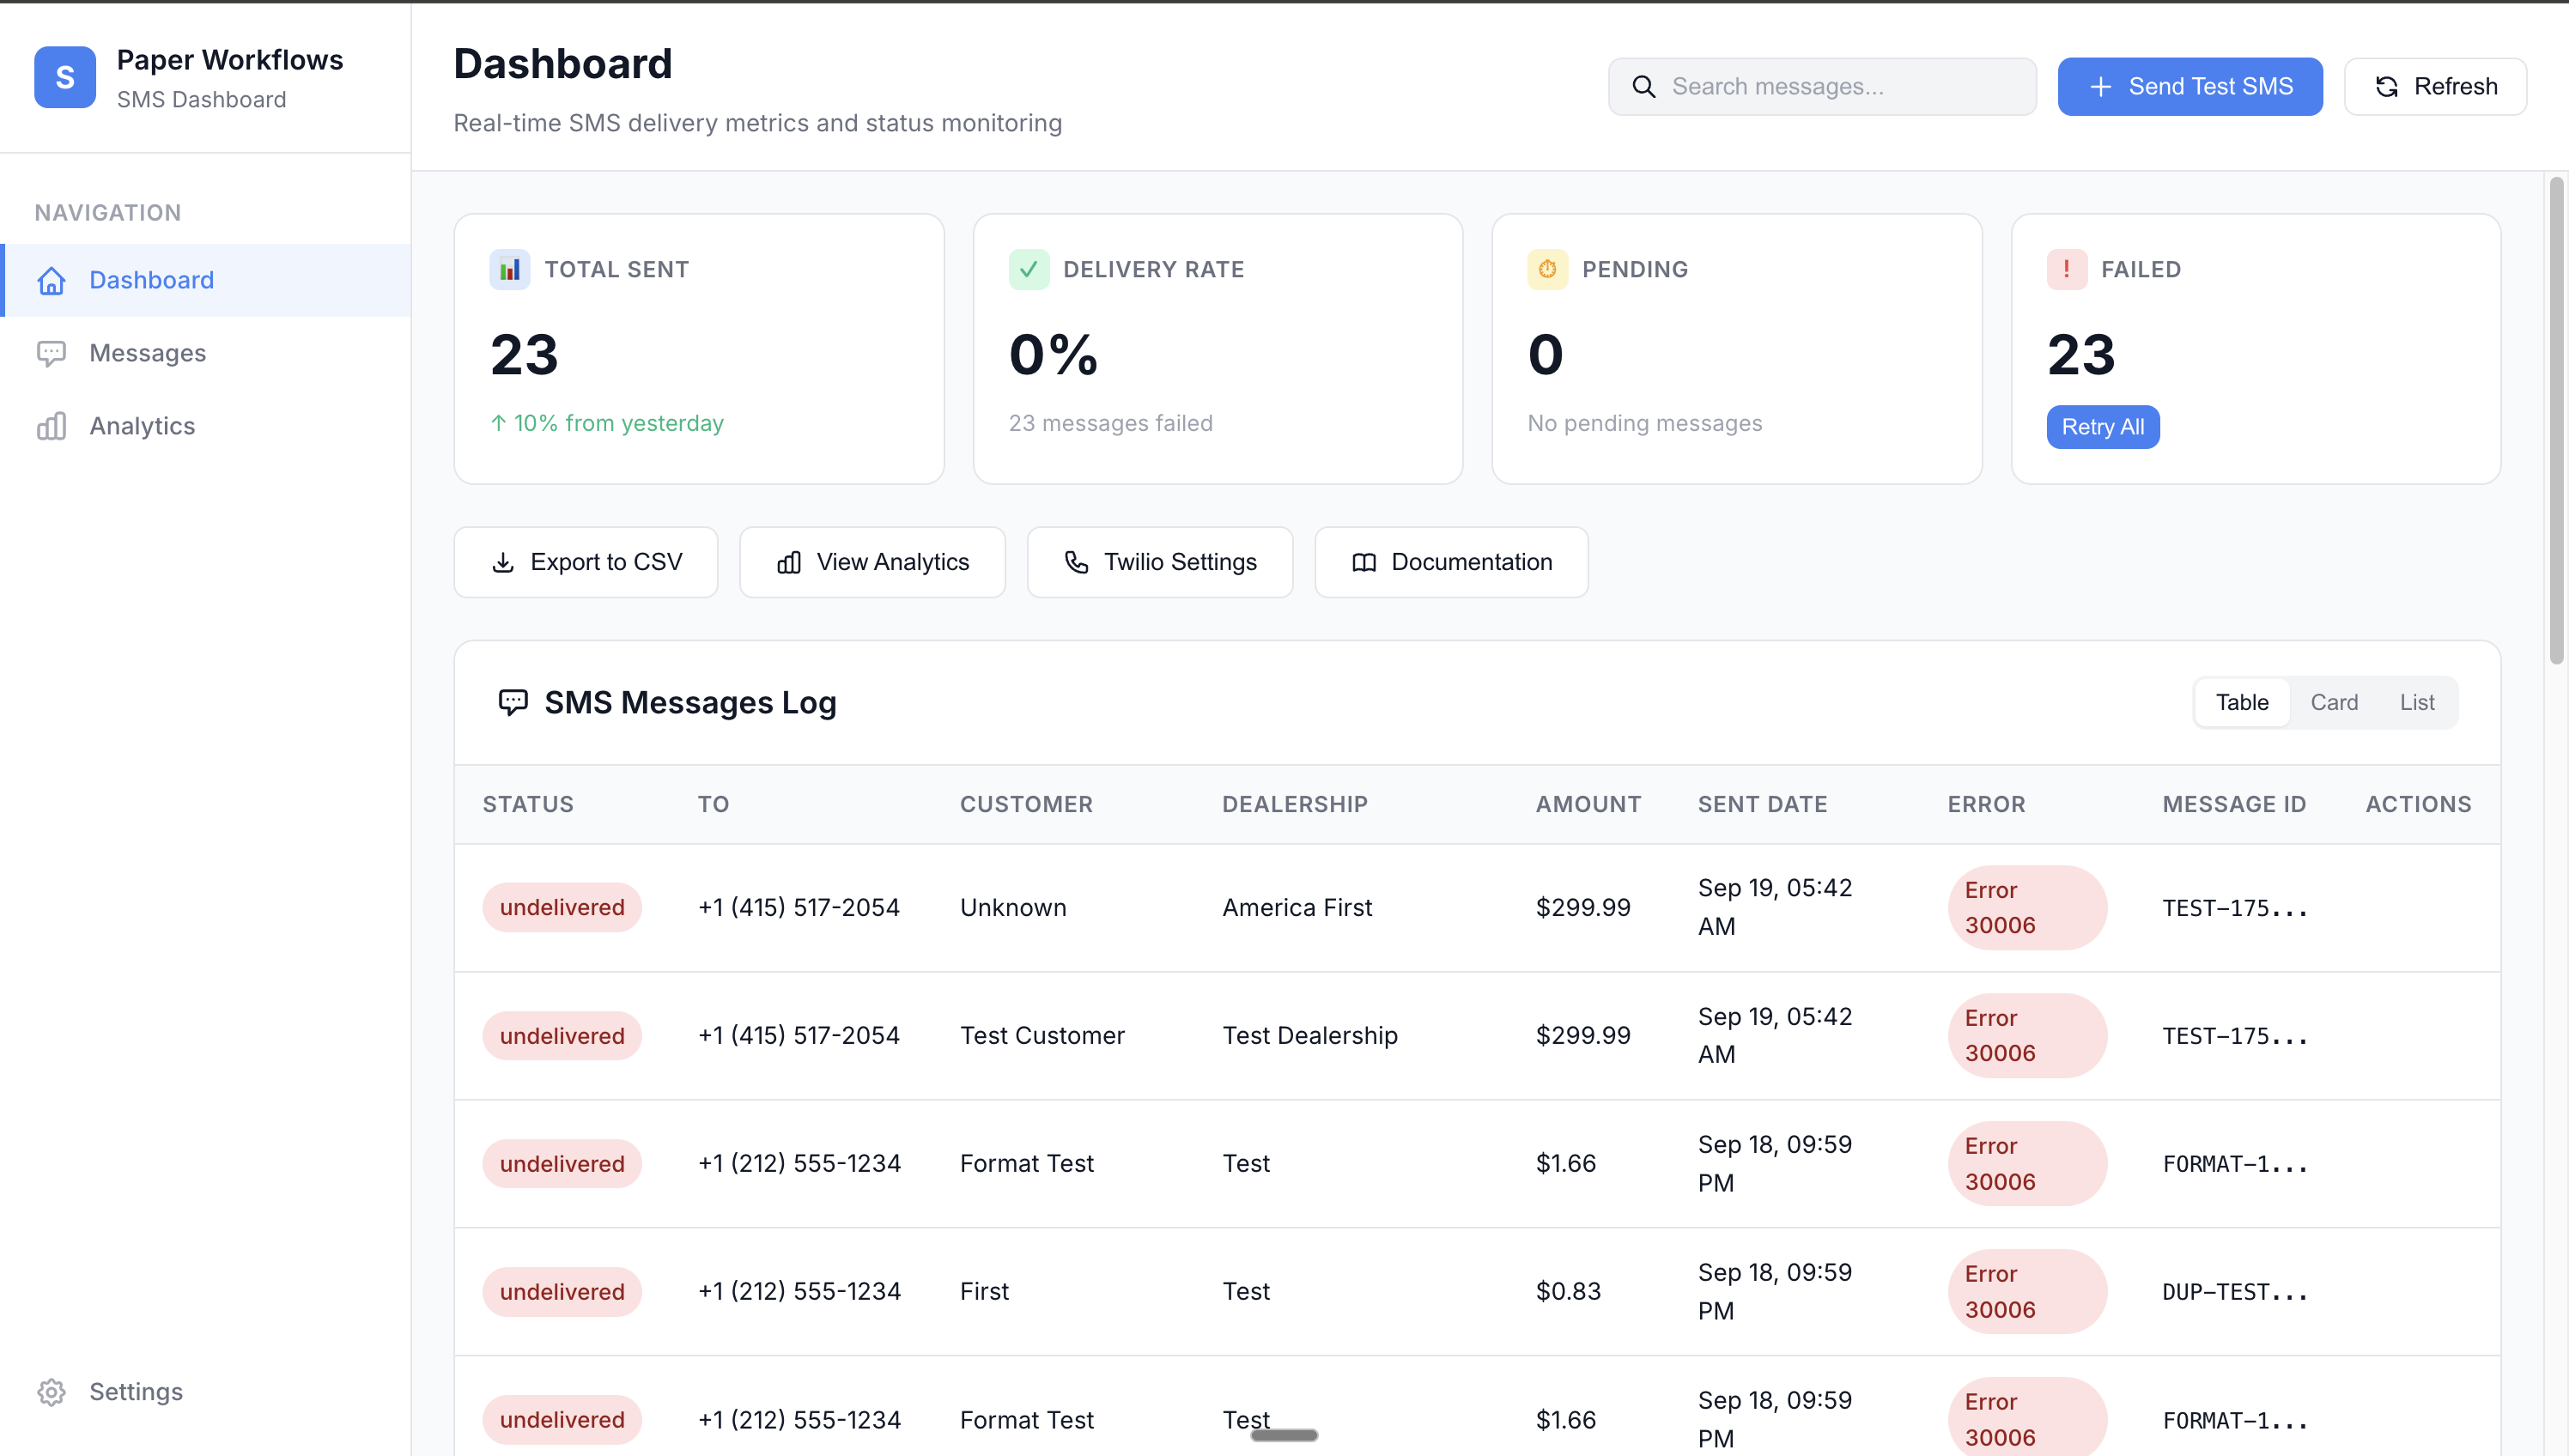 S
Paper Workflows
SMS Dashboard
NAVIGATION
Dashboard
Messages
Analytics
Settings
Dashboard
Real-time SMS delivery metrics and status monitoring
Search messages...
+ Send Test SMS
Refresh
TOTAL SENT
23
↑ 10% from yesterday
✓ DELIVERY RATE
0%
23 messages failed
PENDING
0
No pending messages
! FAILED
23
Retry All
Export to CSV
View Analytics
Twilio Settings
Documentation
SMS Messages Log
Table Card List
STATUS TO CUSTOMER DEALERSHIP AMOUNT SENT DATE ERROR MESSAGE ID ACTIONS
undelivered +1 (415) 517-2054 Unknown America First $299.99 Sep 19, 05:42 AM Error 30006 TEST-175...
undelivered +1 (415) 517-2054 Test Customer Test Dealership $299.99 Sep 19, 05:42 AM Error 30006 TEST-175...
undelivered +1 (212) 555-1234 Format Test Test $1.66 Sep 18, 09:59 PM Error 30006 FORMAT-1...
undelivered +1 (212) 555-1234 First Test $0.83 Sep 18, 09:59 PM Error 30006 DUP-TEST...
undelivered +1 (212) 555-1234 Format Test Test $1.66 Sep 18, 09:59 PM Error 30006 FORMAT-1...